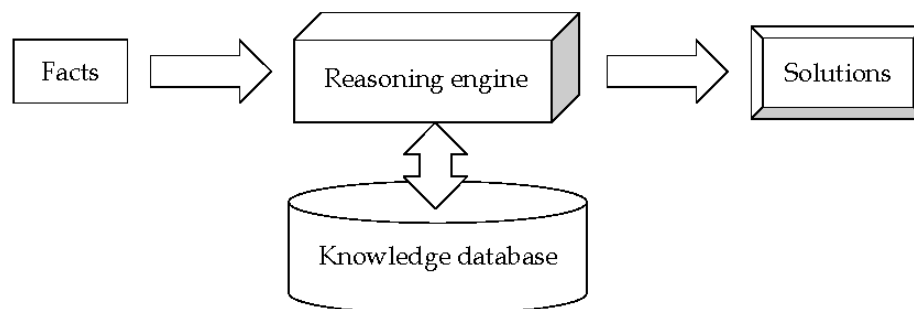 Facts
Reasoning engine
Solutions
Knowledge database